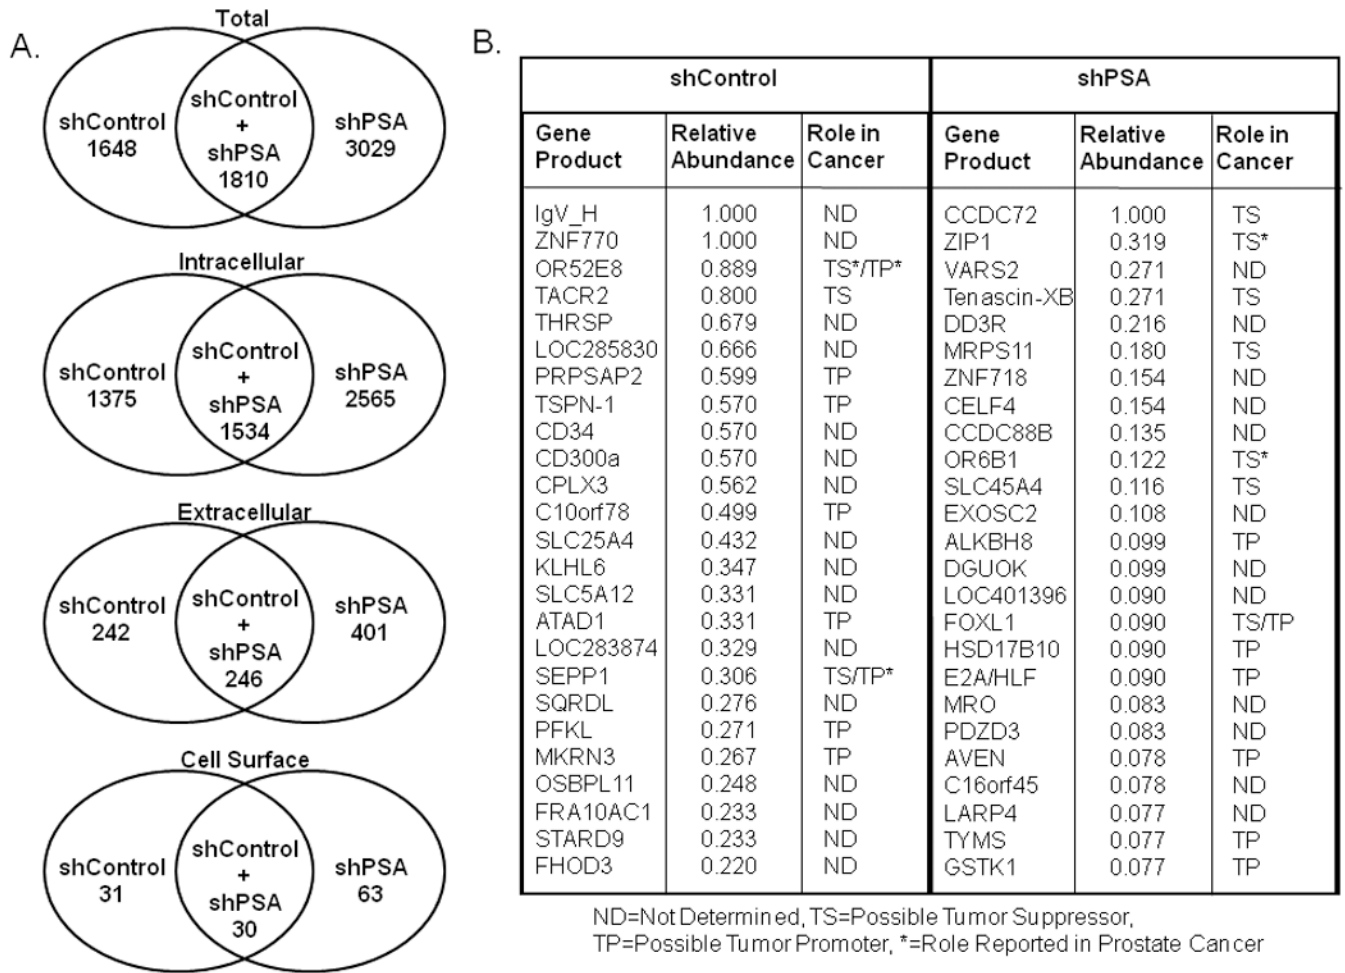 A.
Total
shControl
1648
shControl
+
shPSA
1810
shPSA
3029
Intracellular
shControl
1375
shControl
+
shPSA
1534
shPSA
2565
Extracellular
shControl
242
shControl
+
shPSA
246
shPSA
401
Cell Surface
shControl
31
shControl
+
shPSA
30
shPSA
63
B.
shControl shPSA
Gene Product Relative Abundance Role in Cancer Gene Product Relative Abundance Role in Cancer
IgV_H 1.000 ND CCDC72 1.000 TS
ZNF770 1.000 ND ZIP1 0.319 TS*
OR52E8 0.889 TS*/TP* VARS2 0.271 ND
TACR2 0.800 TS Tenascin-XB 0.271 TS
THRSP 0.679 ND DD3R 0.216 ND
LOC285830 0.666 ND MRPS11 0.180 TS
PRPSAP2 0.599 TP ZNF718 0.154 ND
TSPN-1 0.570 TP CELF4 0.154 ND
CD34 0.570 ND CCDC88B 0.135 ND
CD300a 0.570 ND OR6B1 0.122 TS*
CPLX3 0.562 ND SLC45A4 0.116 TS
C10orf78 0.499 TP EXOSC2 0.108 ND
SLC25A4 0.432 ND ALKBH8 0.099 TP
KLHL6 0.347 ND DGUOK 0.099 ND
SLC5A12 0.331 ND LOC401396 0.090 ND
ATAD1 0.331 TP FOXL1 0.090 TS/TP
LOC283874 0.329 ND HSD17B10 0.090 TP
SEPP1 0.306 TS/TP* E2A/HLF 0.090 TP
SQRDL 0.276 ND MRO 0.083 ND
PFKL 0.271 TP PDZD3 0.083 ND
MKRN3 0.267 TP AVEN 0.078 TP
OSBPL11 0.248 ND C16orf45 0.078 ND
FRA10AC1 0.233 ND LARP4 0.077 ND
STARD9 0.233 ND TYMS 0.077 TP
FHOD3 0.220 ND GSTK1 0.077 TP
ND=Not Determined, TS=Possible Tumor Suppressor,
TP=Possible Tumor Promoter, *=Role Reported in Prostate Cancer